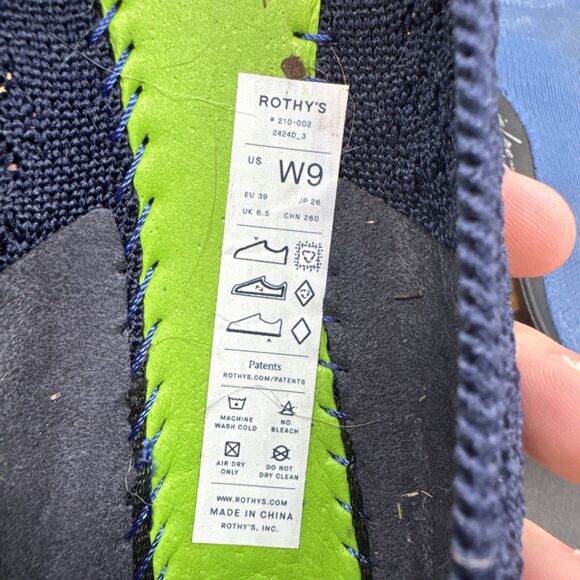 ROTHY'S
# 210-002
2424D_3
US W9
EU 39 JP 26
UK 6.5 CHN 260
Patents
ROTHYS.COM/PATENTS
MACHINE WASH COLD
NO BLEACH
AIR DRY ONLY
DO NOT DRY CLEAN
WWW.ROTHYS.COM
MADE IN CHINA
ROTHY'S, INC.